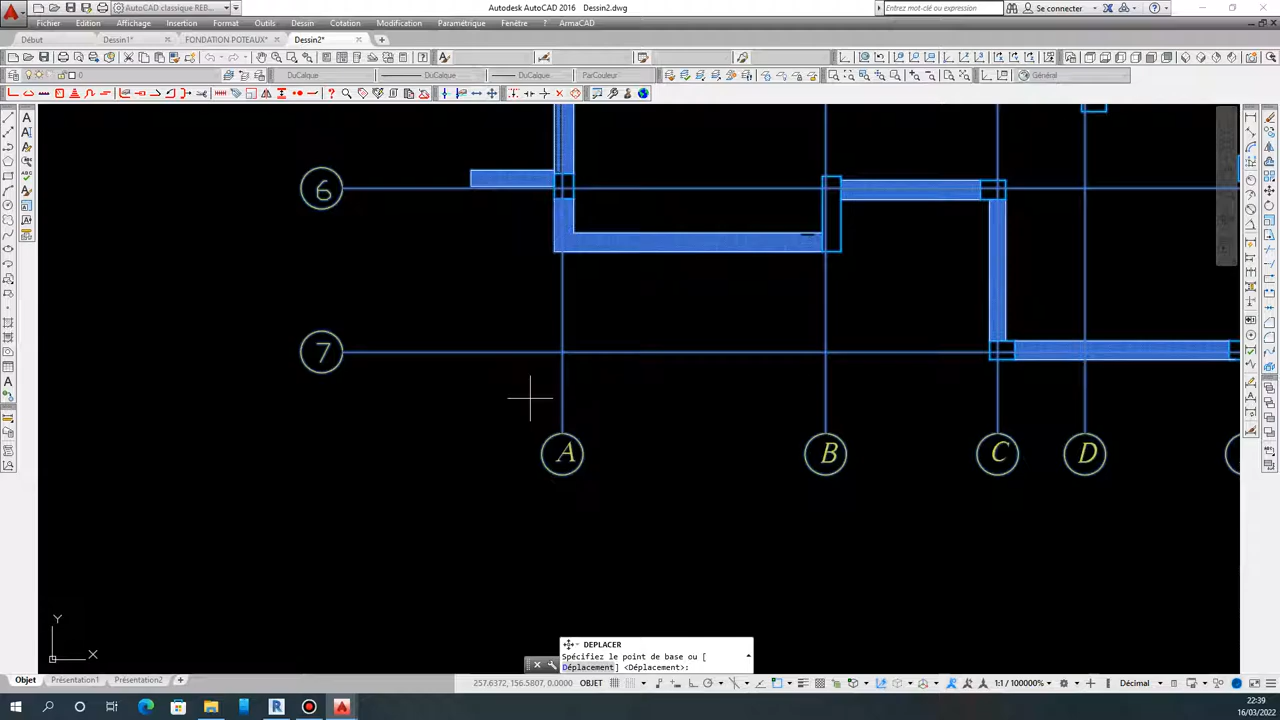 AutoCAD classique REB...
Autodesk AutoCAD 2016 Dessin2.dwg
Entrez mot-clé ou expression
Se connecter
Fichier Edition Affichage Insertion Format Outils Dessin Cotation Modification Paramétrique Fenêtre ? ArmaCAD
Début Dessin1* FONDATION POTEAUX* Dessin2*
0 DuCalque DuCalque DuCalque ParCouleur Général
6
7
A B C D
Y
X
DEPLACER
Spécifiez le point de base ou [
Déplacement] <Déplacement>:
Objet Présentation1 Présentation2
257.6372, 156.5807, 0.0000 OBJET 1:1 / 100000% Décimal
22:39
16/03/2022